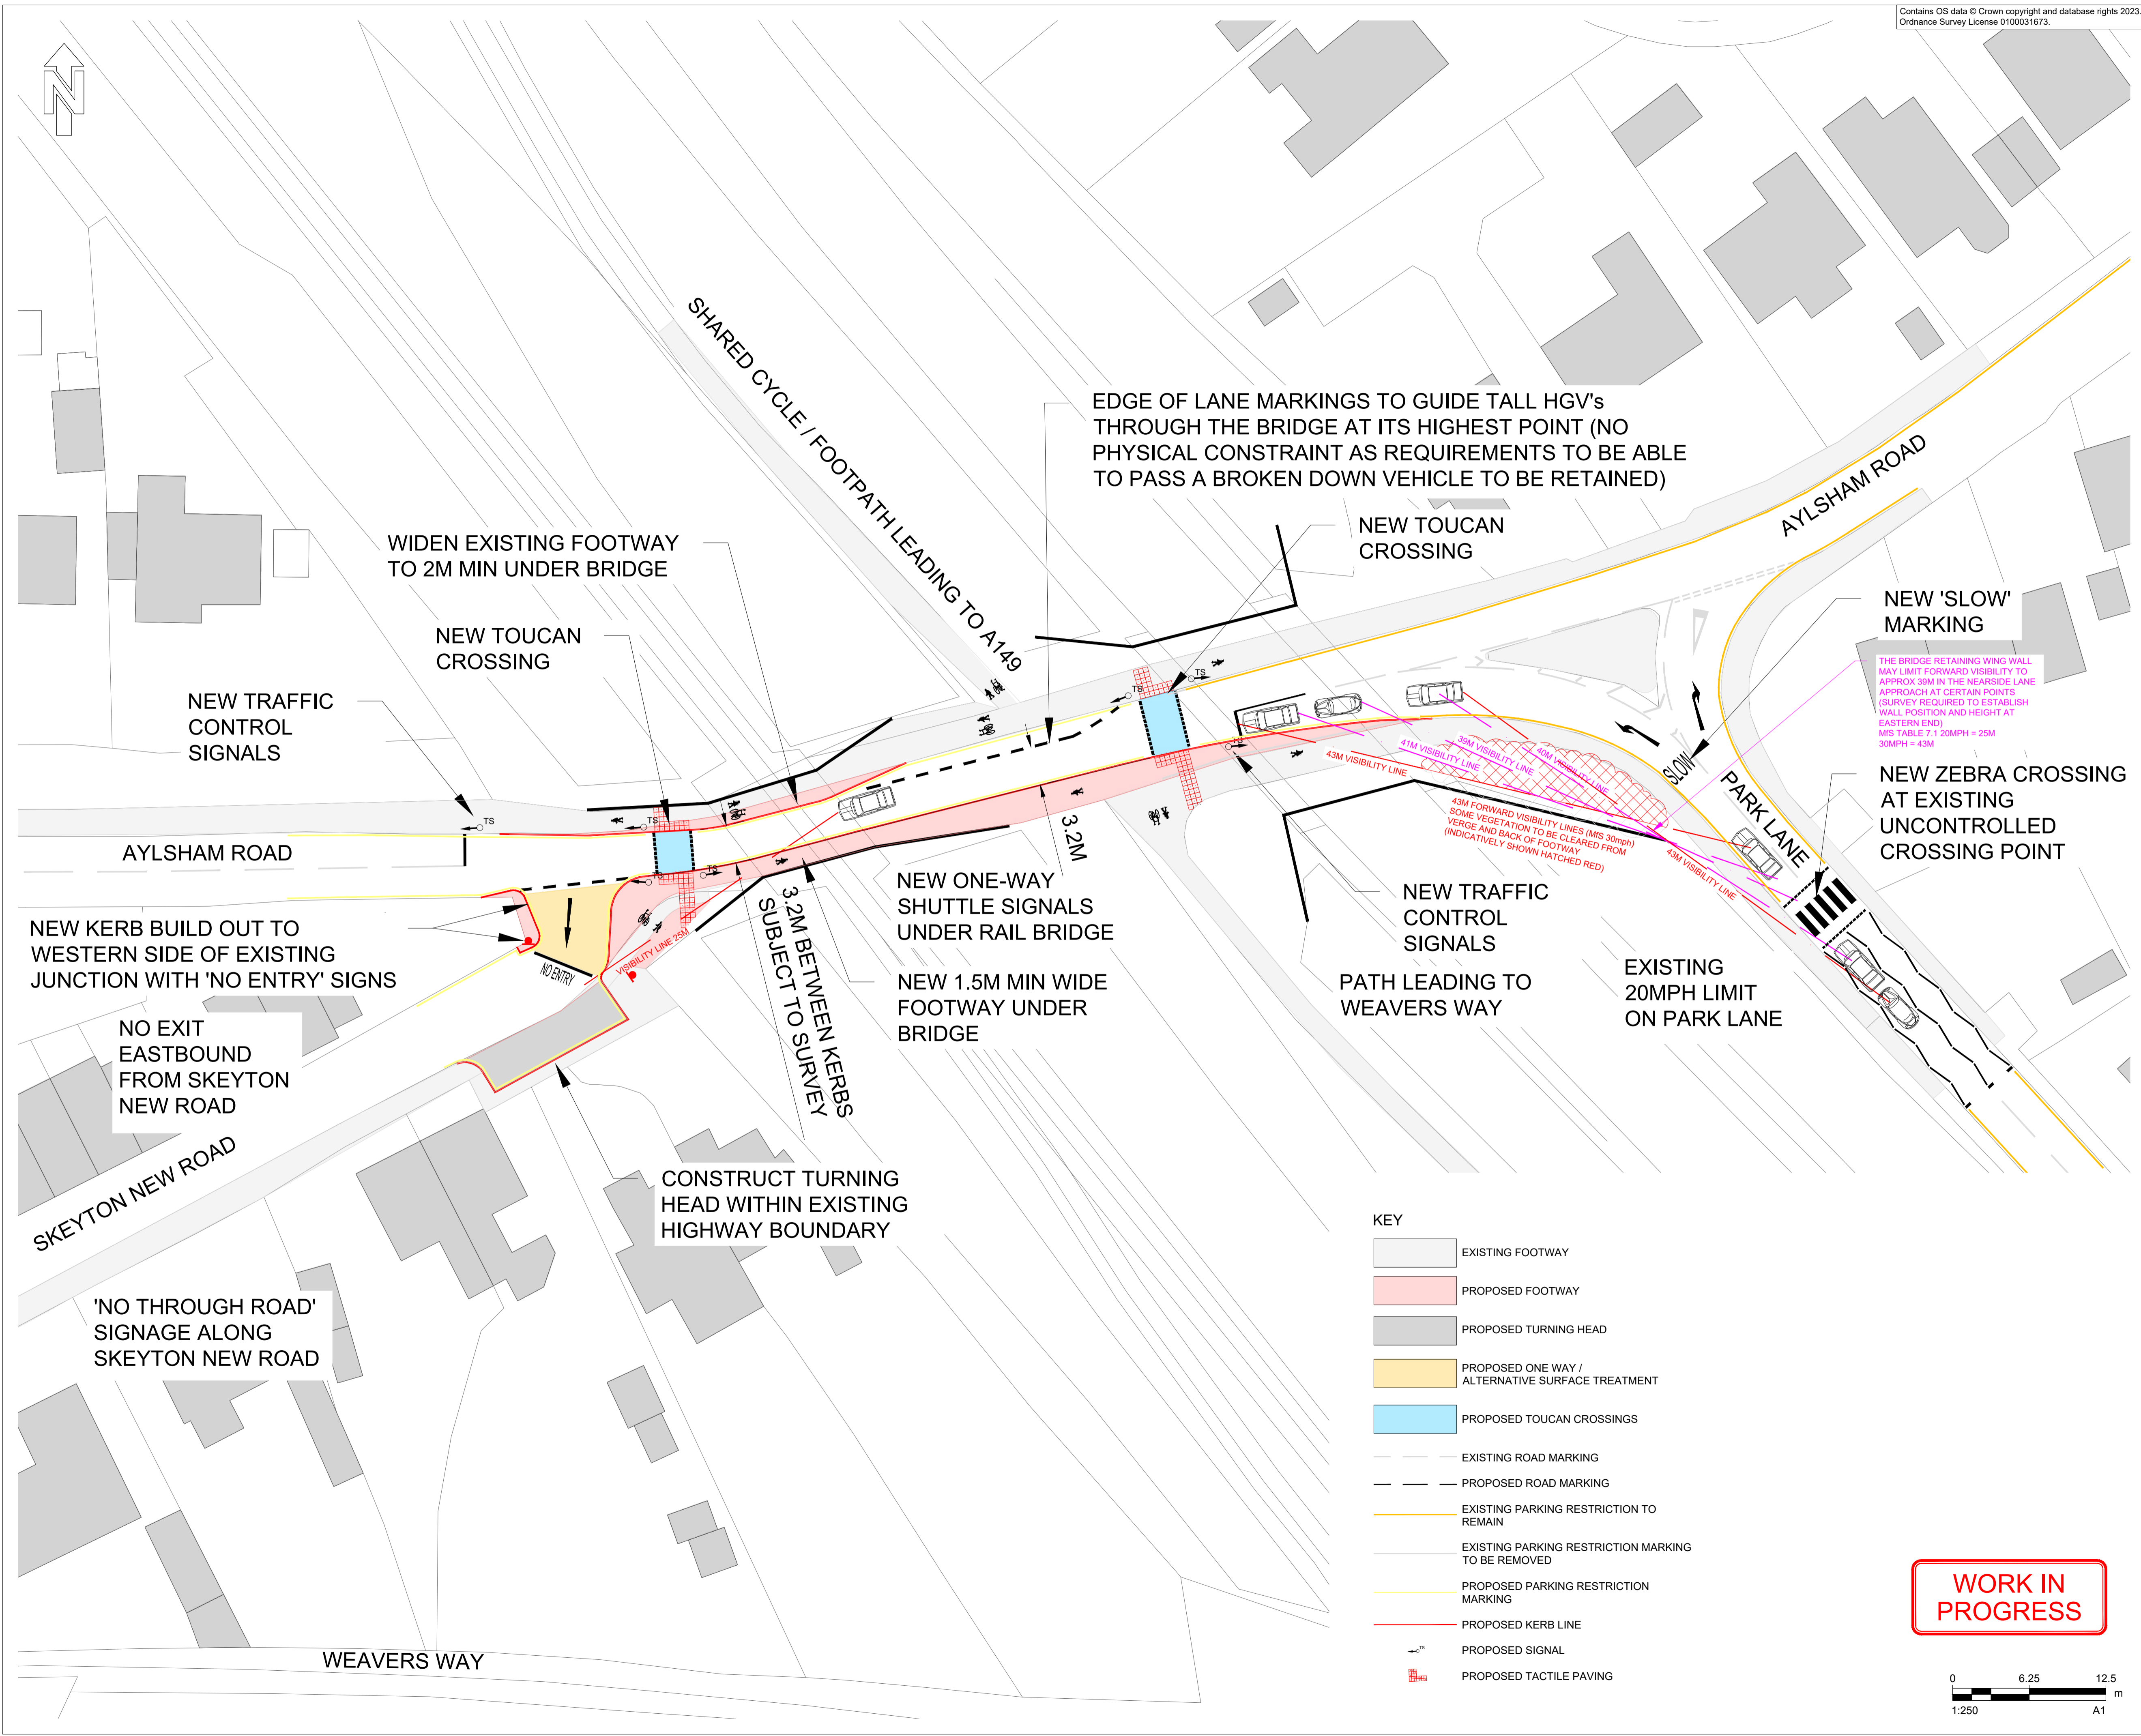 Contains OS data © Crown copyright and database rights 2023.
Ordnance Survey License 0100031673.
N
SHARED CYCLE / FOOTPATH LEADING TO A149
EDGE OF LANE MARKINGS TO GUIDE TALL HGV's
THROUGH THE BRIDGE AT ITS HIGHEST POINT (NO
PHYSICAL CONSTRAINT AS REQUIREMENTS TO BE ABLE
TO PASS A BROKEN DOWN VEHICLE TO BE RETAINED)
AYLSHAM ROAD
NEW TOUCAN
CROSSING
WIDEN EXISTING FOOTWAY
TO 2M MIN UNDER BRIDGE
NEW TOUCAN
CROSSING
NEW TRAFFIC
CONTROL
SIGNALS
NEW 'SLOW'
MARKING
THE BRIDGE RETAINING WING WALL
MAY LIMIT FORWARD VISIBILITY TO
APPROX 39M IN THE NEARSIDE LANE
APPROACH AT CERTAIN POINTS
(SURVEY REQUIRED TO ESTABLISH
WALL POSITION AND HEIGHT AT
EASTERN END)
MfS TABLE 7.1 20MPH = 25M
30MPH = 43M
TS
TS
TS
TS
TS
TS
TS
43M VISIBILITY LINE
41M VISIBILITY LINE
39M VISIBILITY LINE
40M VISIBILITY LINE
SLOW
PARK LANE
43M FORWARD VISIBILITY LINES (MfS 30mph)
SOME VEGETATION TO BE CLEARED FROM
VERGE AND BACK OF FOOTWAY
(INDICATIVELY SHOWN HATCHED RED)
43M VISIBILITY LINE
NEW ZEBRA CROSSING
AT EXISTING
UNCONTROLLED
CROSSING POINT
AYLSHAM ROAD
3.2M
NEW ONE-WAY
SHUTTLE SIGNALS
UNDER RAIL BRIDGE
NEW TRAFFIC
CONTROL
SIGNALS
3.2M BETWEEN KERBS
SUBJECT TO SURVEY
NEW KERB BUILD OUT TO
WESTERN SIDE OF EXISTING
JUNCTION WITH 'NO ENTRY' SIGNS
NO ENTRY
VISIBILITY LINE 25M
NEW 1.5M MIN WIDE
FOOTWAY UNDER
BRIDGE
PATH LEADING TO
WEAVERS WAY
EXISTING
20MPH LIMIT
ON PARK LANE
NO EXIT
EASTBOUND
FROM SKEYTON
NEW ROAD
SKEYTON NEW ROAD
CONSTRUCT TURNING
HEAD WITHIN EXISTING
HIGHWAY BOUNDARY
'NO THROUGH ROAD'
SIGNAGE ALONG
SKEYTON NEW ROAD
WEAVERS WAY
KEY
EXISTING FOOTWAY
PROPOSED FOOTWAY
PROPOSED TURNING HEAD
PROPOSED ONE WAY /
ALTERNATIVE SURFACE TREATMENT
PROPOSED TOUCAN CROSSINGS
EXISTING ROAD MARKING
PROPOSED ROAD MARKING
EXISTING PARKING RESTRICTION TO
REMAIN
EXISTING PARKING RESTRICTION MARKING
TO BE REMOVED
PROPOSED PARKING RESTRICTION
MARKING
PROPOSED KERB LINE
TS PROPOSED SIGNAL
PROPOSED TACTILE PAVING
WORK IN
PROGRESS
0 6.25 12.5
m
1:250 A1